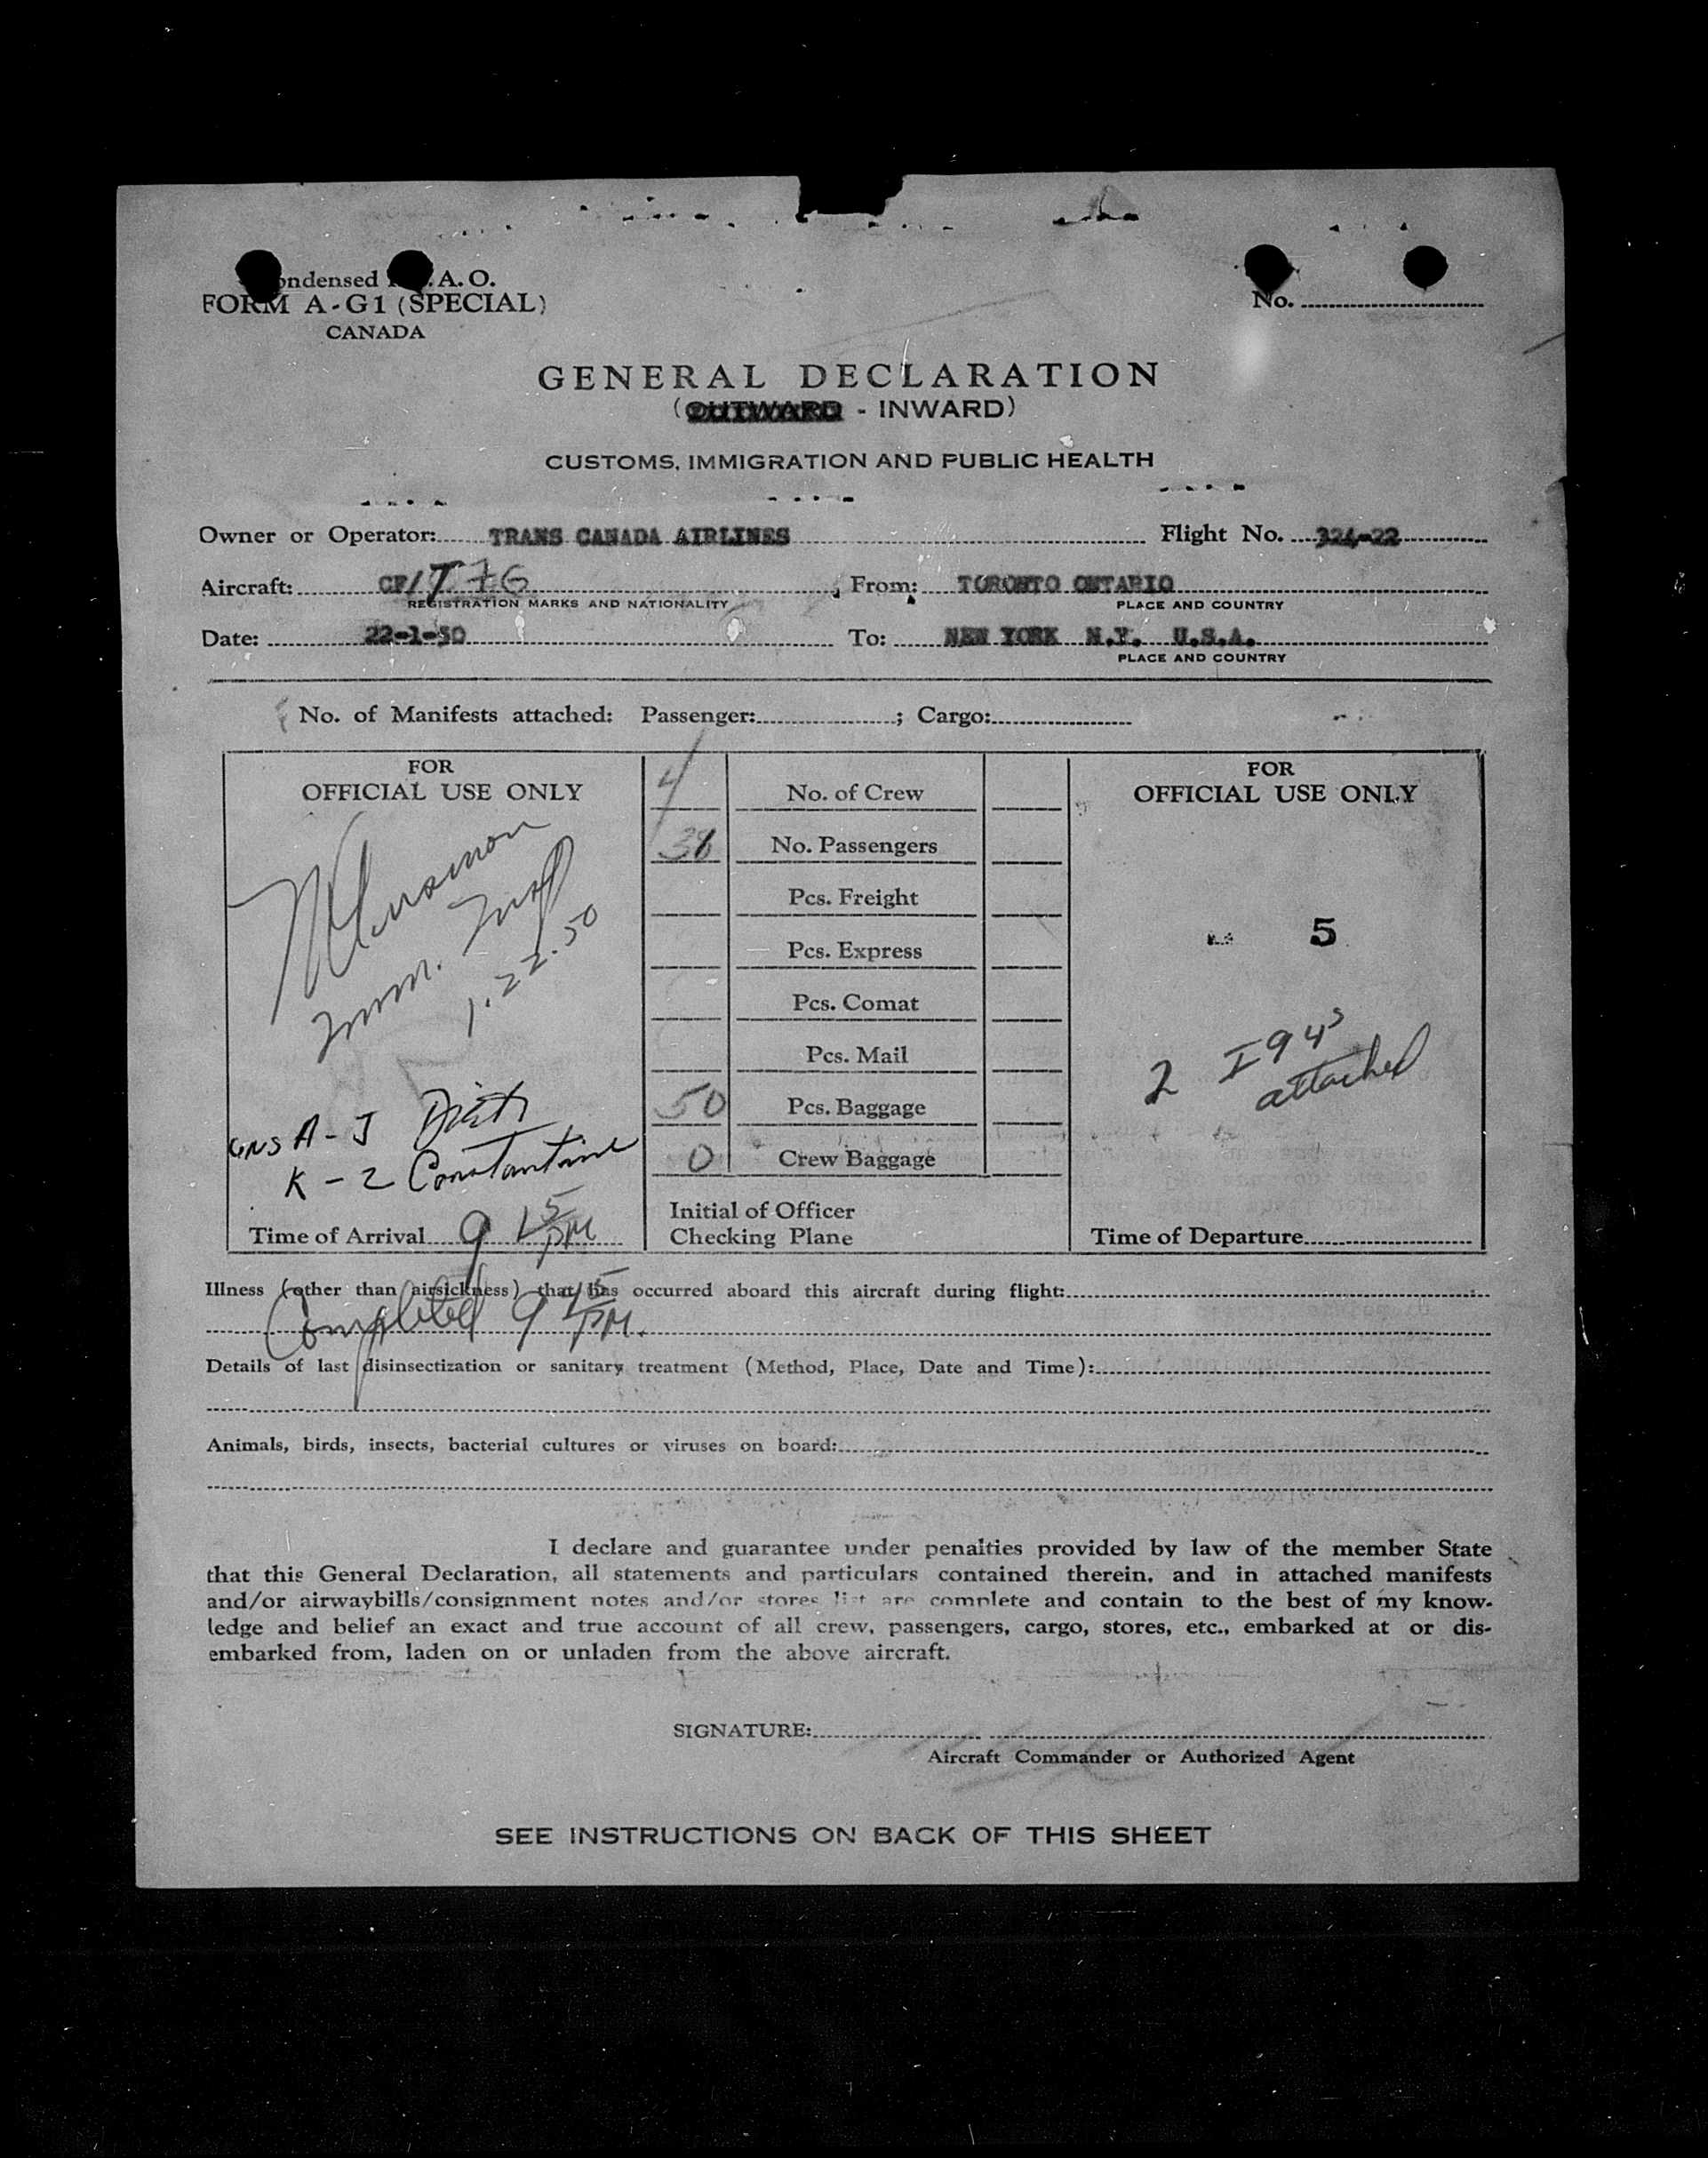 ondensed A. O.
FORM A-G1 (SPECIAL)
CANADA
No.
GENERAL DECLARATION
(OUTWARD - INWARD)
CUSTOMS, IMMIGRATION AND PUBLIC HEALTH
Owner or Operator: TRANS CANADA AIRLINES Flight No. 324-22
Aircraft: CF/ From: TORONTO ONTARIO
REGISTRATION MARKS AND NATIONALITY PLACE AND COUNTRY
Date: 22-1-50 To: NEW YORK N.Y. U.S.A.
PLACE AND COUNTRY
No. of Manifests attached: Passenger: ; Cargo:
FOR
OFFICIAL USE ONLY
Imm. Insp
1.22.50
A - J
K - Z Constantine
Time of Arrival 9 15 PM
4 No. of Crew
No. Passengers
Pcs. Freight
Pcs. Express
Pcs. Comat
Pcs. Mail
50 Pcs. Baggage
0 Crew Baggage
Initial of Officer
Checking Plane
FOR
OFFICIAL USE ONLY
5
2 I94s
attached
Time of Departure
Illness (other than airsickness) that has occurred aboard this aircraft during flight:
Completed 9 45 PM.
Details of last disinsectization or sanitary treatment (Method, Place, Date and Time):
Animals, birds, insects, bacterial cultures or viruses on board:
I declare and guarantee under penalties provided by law of the member State
that this General Declaration, all statements and particulars contained therein, and in attached manifests
and/or airwaybills/consignment notes and/or stores list are complete and contain to the best of my know-
ledge and belief an exact and true account of all crew, passengers, cargo, stores, etc., embarked at or dis-
embarked from, laden on or unladen from the above aircraft.
SIGNATURE:
Aircraft Commander or Authorized Agent
SEE INSTRUCTIONS ON BACK OF THIS SHEET